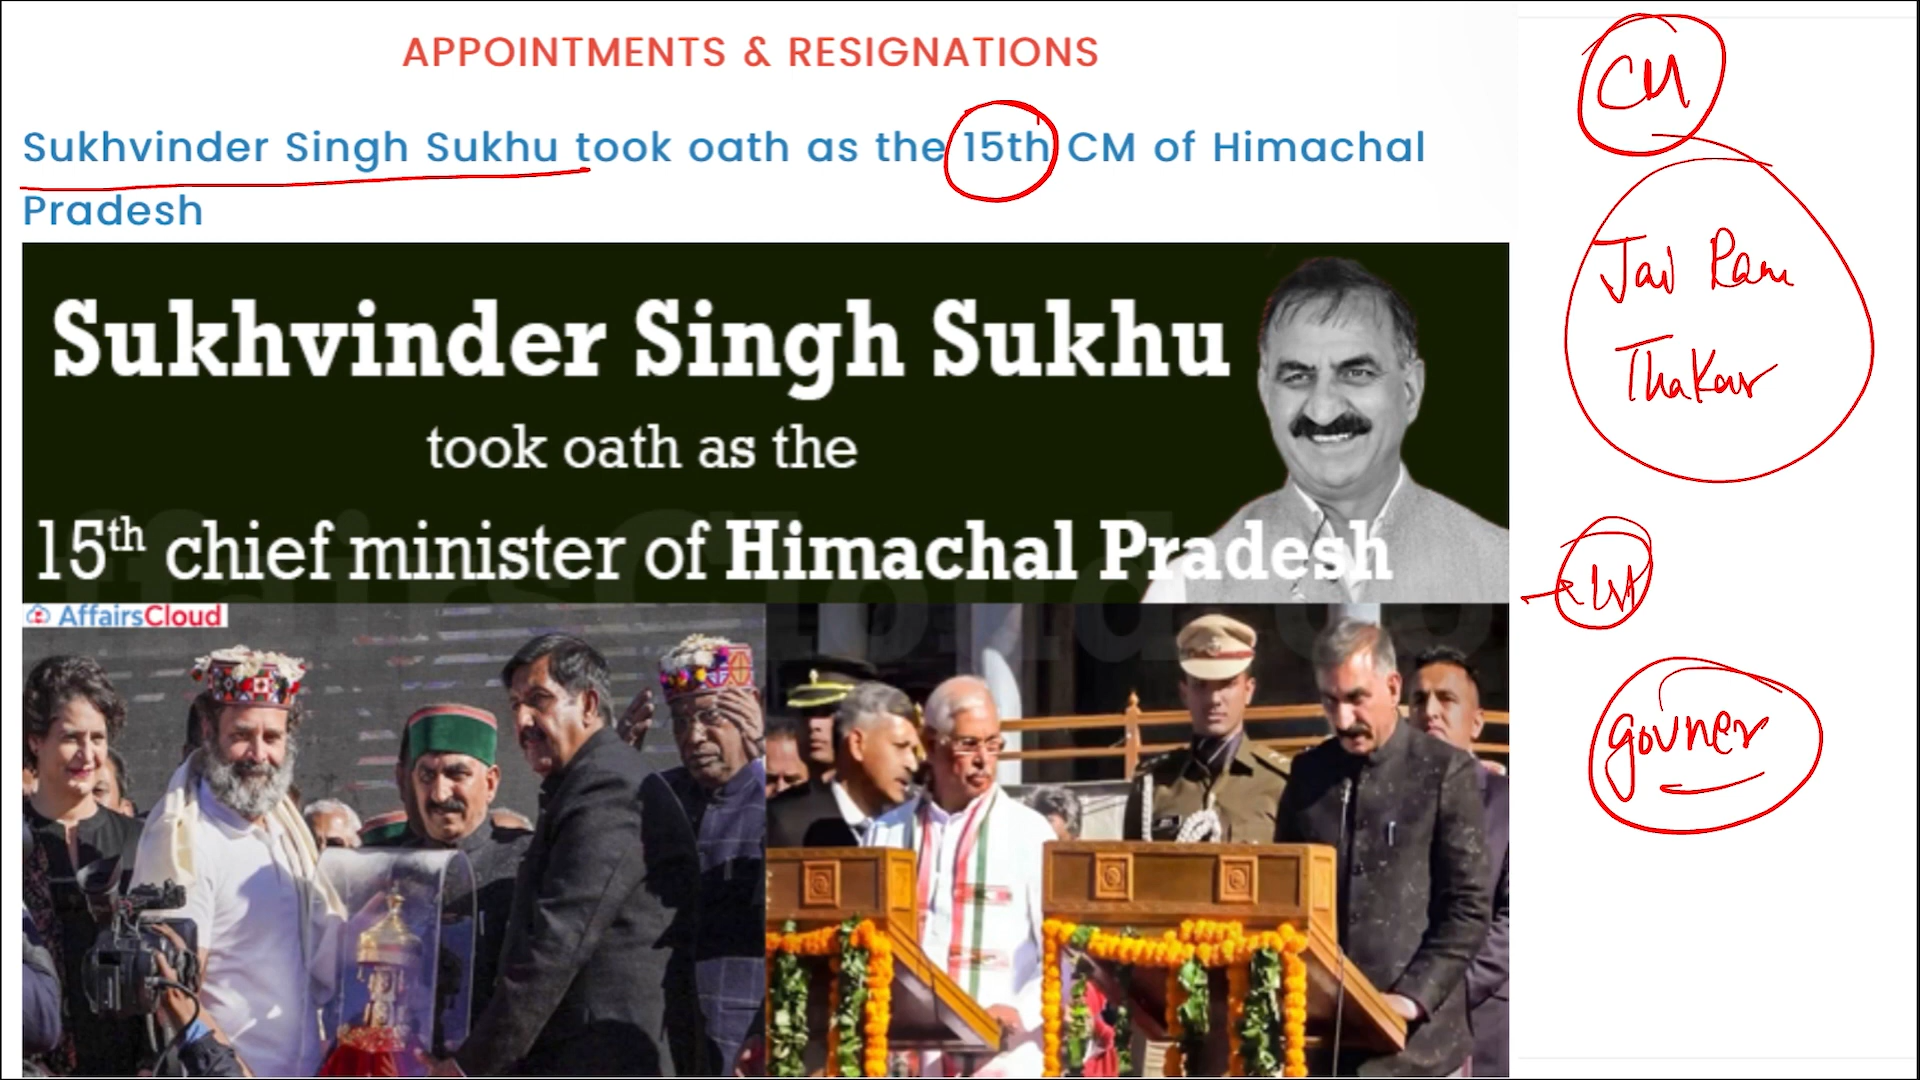 APPOINTMENTS & RESIGNATIONS
Sukhvinder Singh Sukhu took oath as the 15th CM of Himachal
Pradesh
Sukhvinder Singh Sukhu
took oath as the
15th chief minister of Himachal Pradesh
AffairsCloud
CM
Jai Ram
Thakur
1st
govner